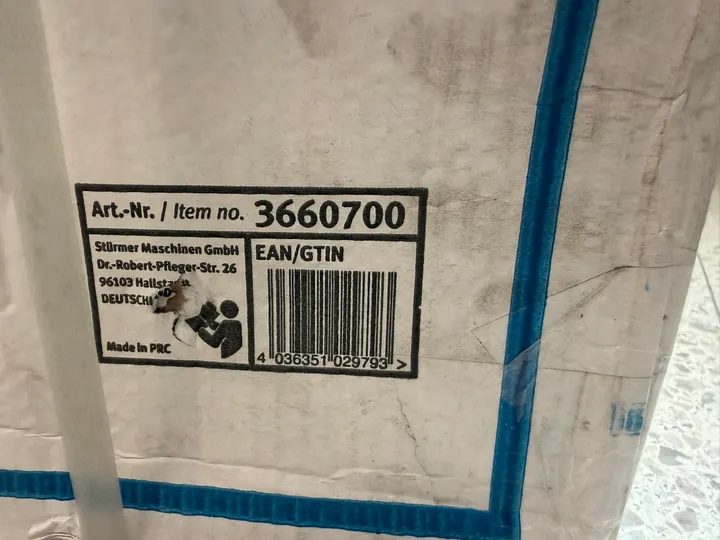 Art.-Nr. / Item no. 3660700
Stürmer Maschinen GmbH
Dr.-Robert-Pfleger-Str. 26
96103
Made in PRC
EAN/GTIN
4 036351 029793 >